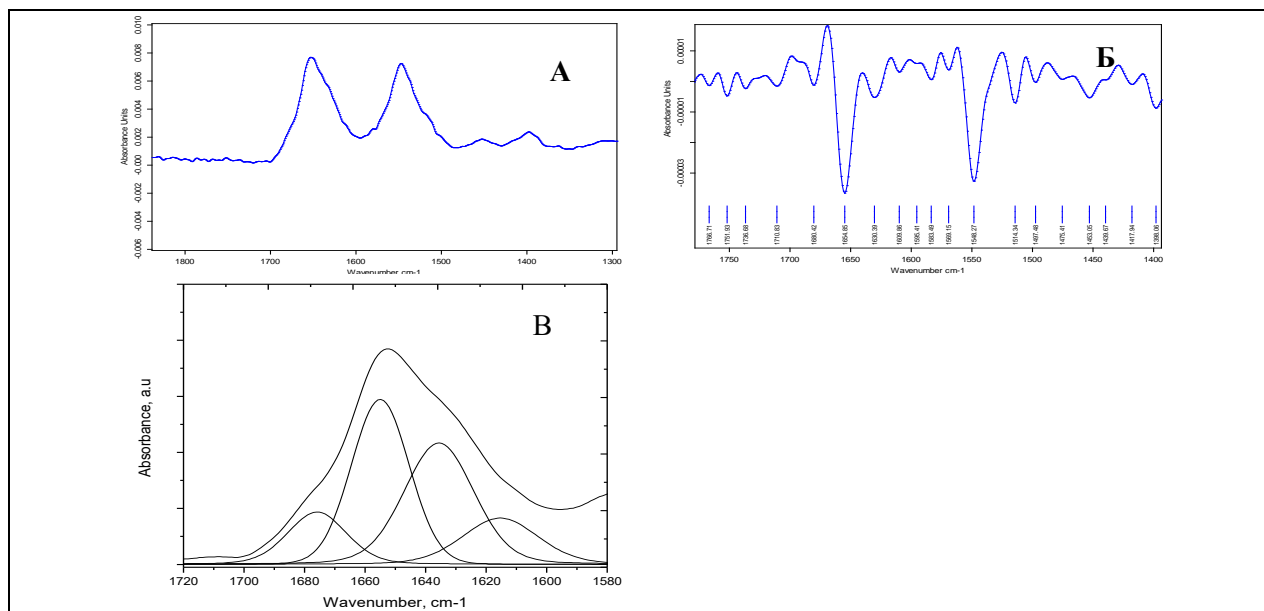 А
0.010
0.008
0.006
0.004
0.002
-0.000
-0.002
-0.004
-0.006
Absorbance Units
1800 1700 1600 1500 1400 1300
Wavenumber cm-1
Б
0.00001
-0.00001
-0.00003
Absorbance Units
1766.71 1751.93 1736.68 1710.63 1680.42 1654.85 1630.39 1609.86 1595.41 1583.49 1569.15 1548.27 1514.34 1497.48 1475.41 1453.05 1439.67 1417.94 1398.06
1750 1700 1650 1600 1550 1500 1450 1400
Wavenumber cm-1
В
Absorbance, a.u
1720 1700 1680 1660 1640 1620 1600 1580
Wavenumber, cm-1